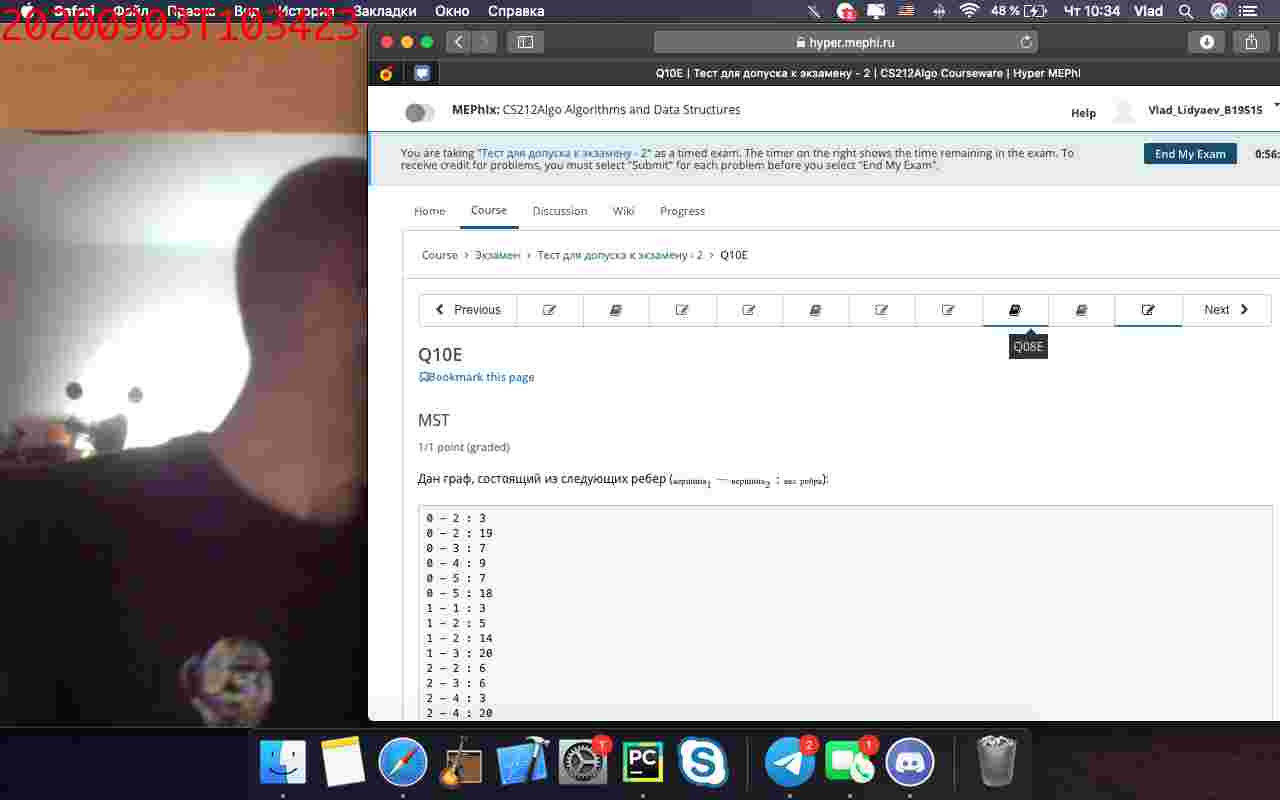 Safari Файл Правка Вид История Закладки Окно Справка 48 % Чт 10:34 Vlad
20200903T103423
hyper.mephi.ru
Q10E | Тест для допуска к экзамену - 2 | CS212Algo Courseware | Hyper MEPhI
MEPhIx: CS212Algo Algorithms and Data Structures
Help
Vlad_Lidyaev_B19515
You are taking "Тест для допуска к экзамену - 2" as a timed exam. The timer on the right shows the time remaining in the exam. To
receive credit for problems, you must select "Submit" for each problem before you select "End My Exam".
End My Exam
0:56:
Home Course Discussion Wiki Progress
Course > Экзамен > Тест для допуска к экзамену - 2 > Q10E
Previous
Next
Q08E
Q10E
Bookmark this page
MST
1/1 point (graded)
Дан граф, состоящий из следующих ребер (вершина1 — вершина2 : вес ребра):
0 - 2 : 3
0 - 2 : 19
0 - 3 : 7
0 - 4 : 9
0 - 5 : 7
0 - 5 : 18
1 - 1 : 3
1 - 2 : 5
1 - 2 : 14
1 - 3 : 20
2 - 2 : 6
2 - 3 : 6
2 - 4 : 3
2 - 4 : 20
PC
2
1